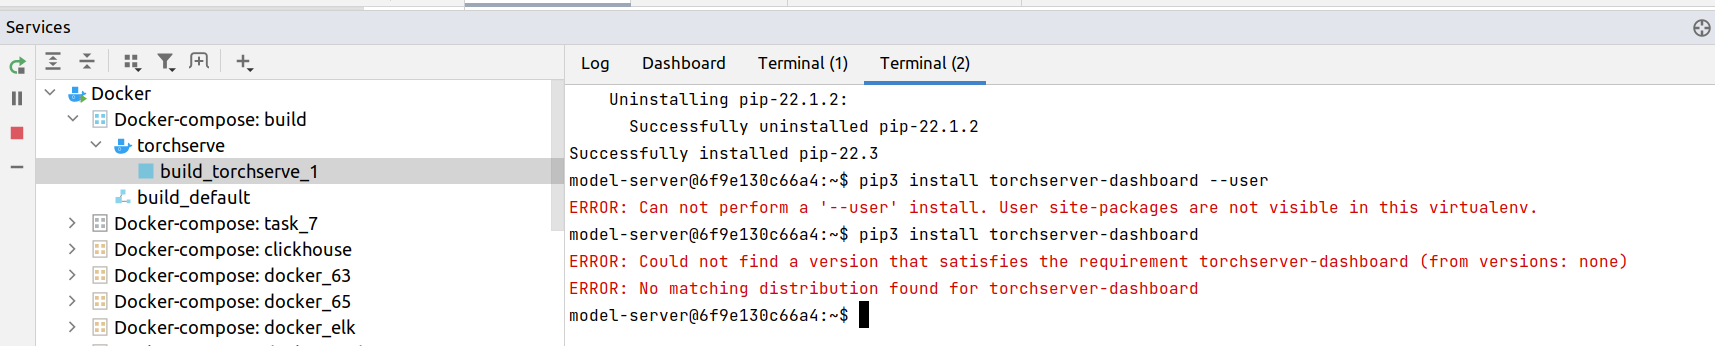 Services
Log Dashboard Terminal (1) Terminal (2)
Docker
Docker-compose: build
torchserve
build_torchserve_1
build_default
Docker-compose: task_7
Docker-compose: clickhouse
Docker-compose: docker_63
Docker-compose: docker_65
Docker-compose: docker_elk
Uninstalling pip-22.1.2:
Successfully uninstalled pip-22.1.2
Successfully installed pip-22.3
model-server@6f9e130c66a4:~$ pip3 install torchserver-dashboard --user
ERROR: Can not perform a '--user' install. User site-packages are not visible in this virtualenv.
model-server@6f9e130c66a4:~$ pip3 install torchserver-dashboard
ERROR: Could not find a version that satisfies the requirement torchserver-dashboard (from versions: none)
ERROR: No matching distribution found for torchserver-dashboard
model-server@6f9e130c66a4:~$